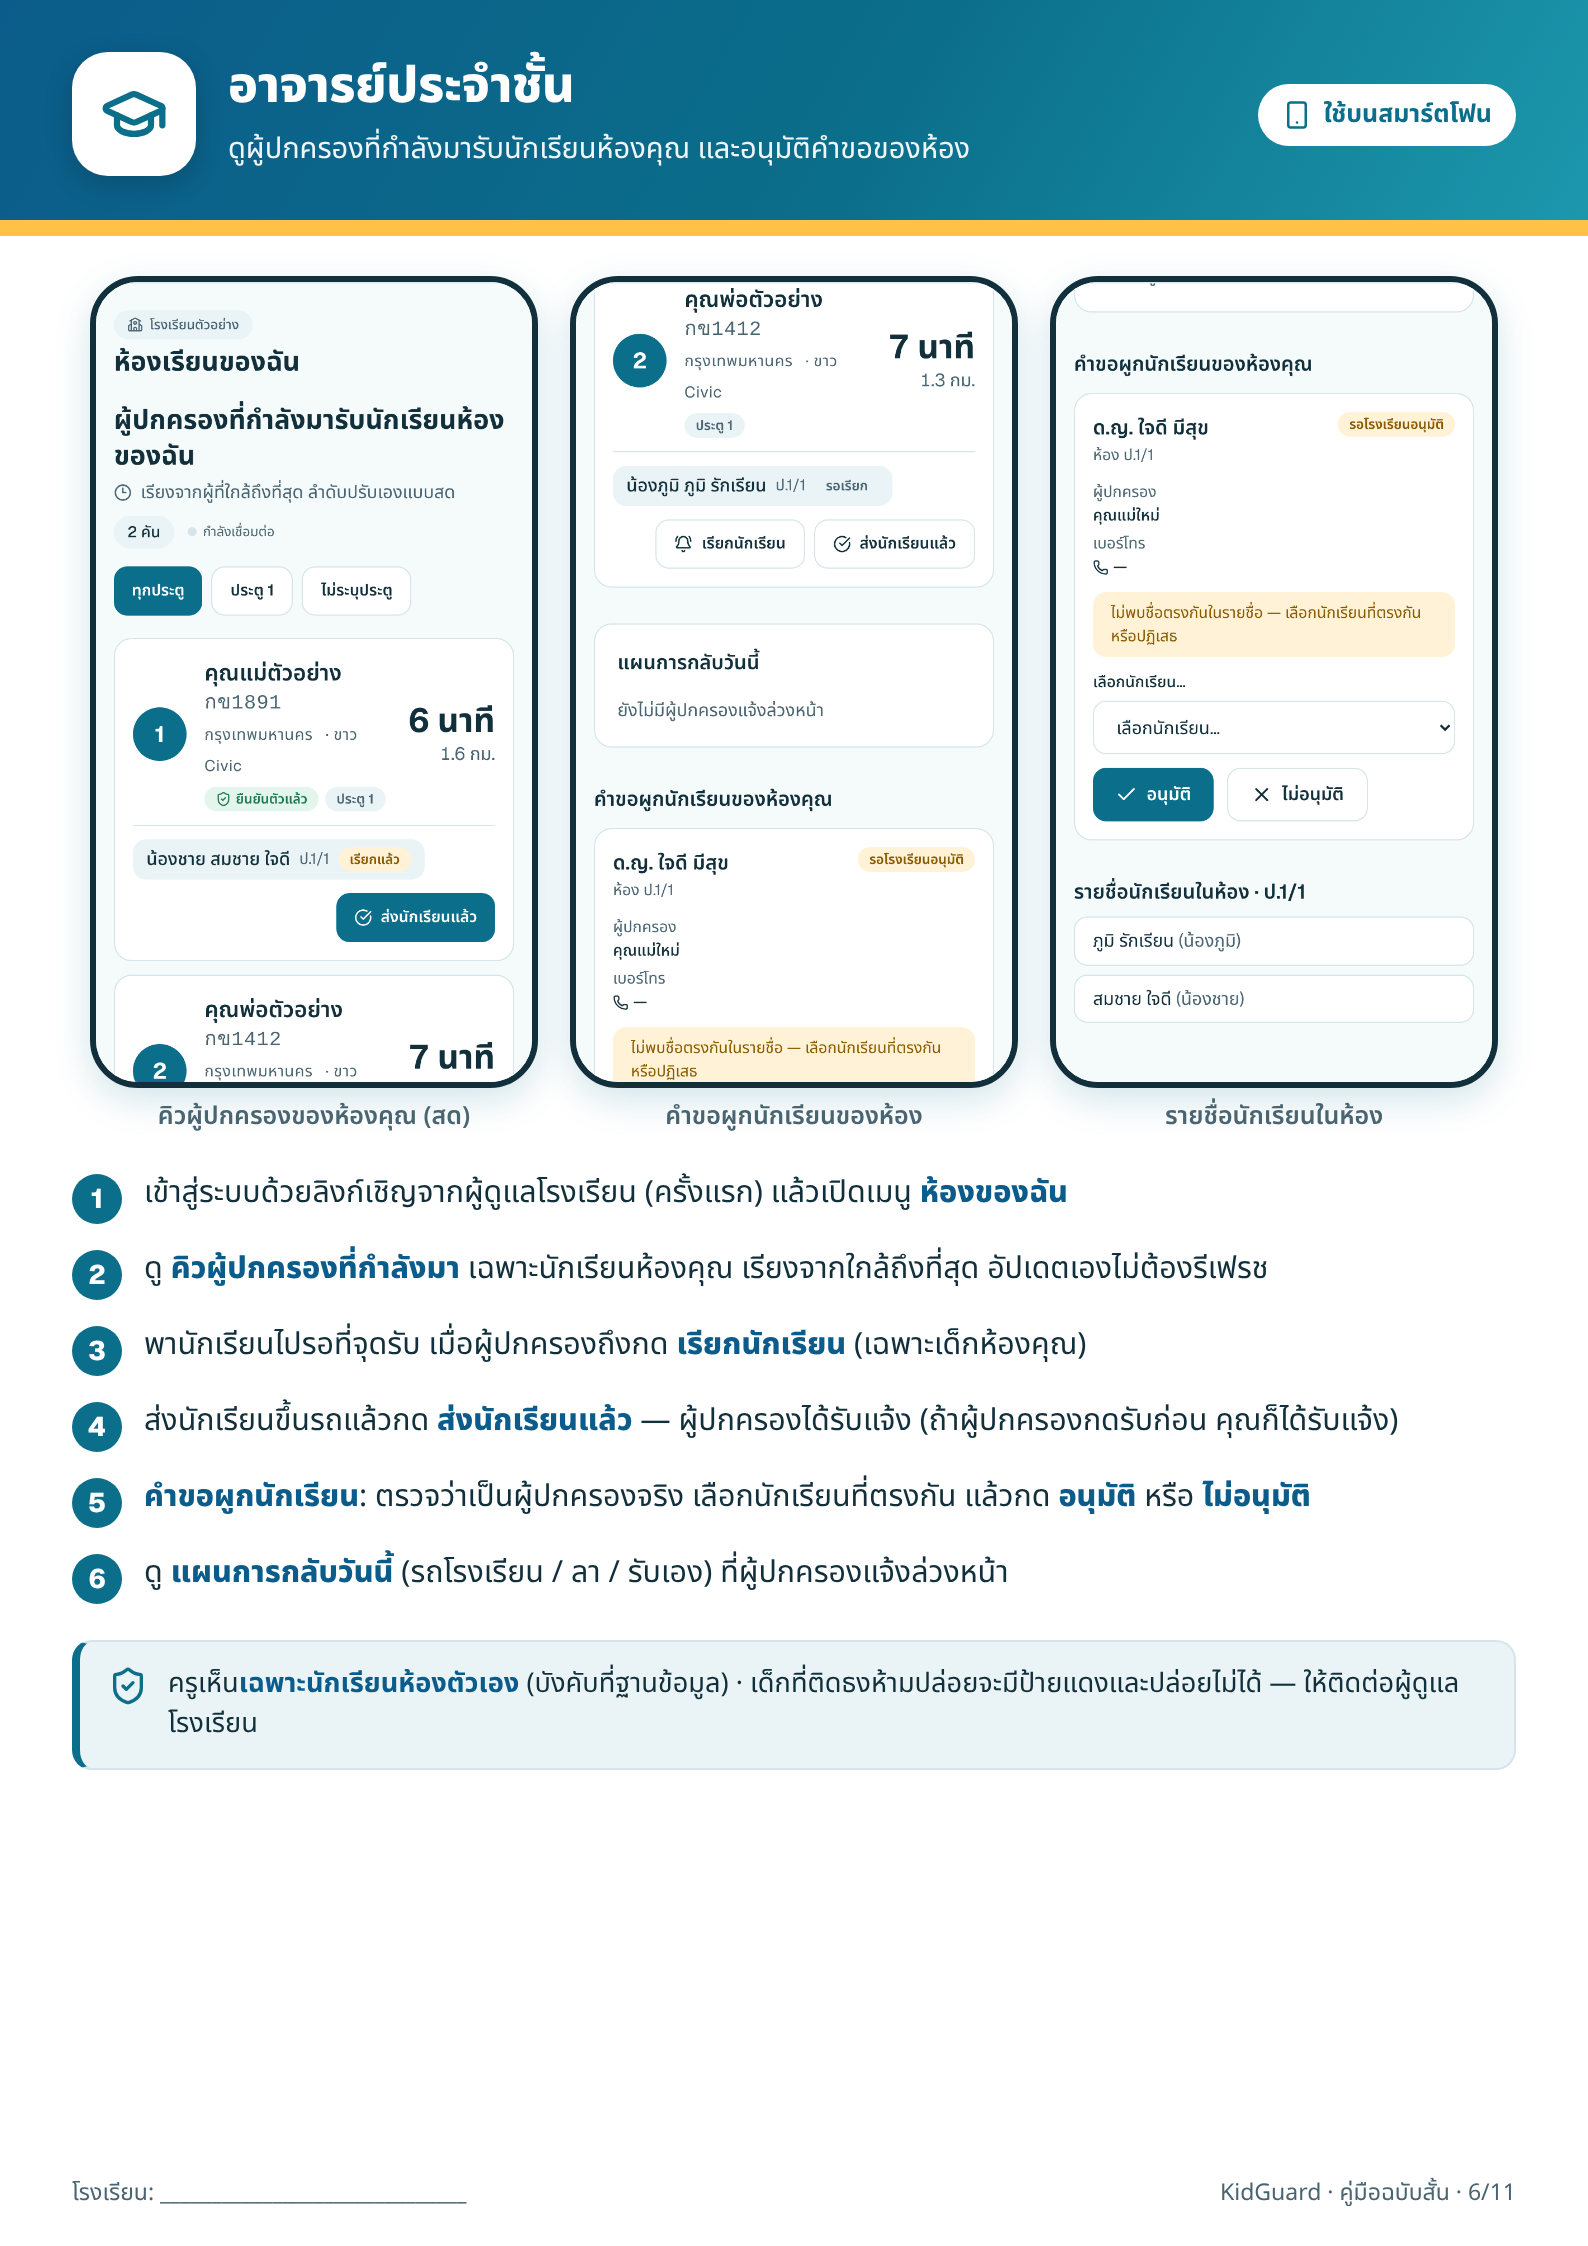 อาจารย์ประจำชั้น
ดูผู้ปกครองที่กำลังมารับนักเรียนห้องคุณ และอนุมัติคำขอของห้อง
ใช้บนสมาร์ตโฟน
โรงเรียนตัวอย่าง
ห้องเรียนของฉัน
ผู้ปกครองที่กำลังมารับนักเรียนห้อง
ของฉัน
เรียงจากผู้ที่ใกล้ถึงที่สุด ลำดับปรับเองแบบสด
2 คัน กำลังเชื่อมต่อ
ทุกประตู ประตู 1 ไม่ระบุประตู
คุณแม่ตัวอย่าง
กข1891
1 กรุงเทพมหานคร · ขาว
Civic
6 นาที
1.6 กม.
ยืนยันตัวแล้ว ประตู 1
น้องชาย สมชาย ใจดี ป.1/1 เรียกแล้ว
ส่งนักเรียนแล้ว
คุณพ่อตัวอย่าง
กข1412
2 กรุงเทพมหานคร · ขาว
7 นาที
คิวผู้ปกครองของห้องคุณ (สด)
คุณพ่อตัวอย่าง
กข1412
2 กรุงเทพมหานคร · ขาว
Civic
7 นาที
1.3 กม.
ประตู 1
น้องภูมิ ภูมิ รักเรียน ป.1/1 รอเรียก
เรียกนักเรียน ส่งนักเรียนแล้ว
แผนการกลับวันนี้
ยังไม่มีผู้ปกครองแจ้งล่วงหน้า
คำขอผูกนักเรียนของห้องคุณ
ด.ญ. ใจดี มีสุข รอโรงเรียนอนุมัติ
ห้อง ป.1/1
ผู้ปกครอง
คุณแม่ใหม่
เบอร์โทร
—
ไม่พบชื่อตรงกันในรายชื่อ — เลือกนักเรียนที่ตรงกัน
หรือปฏิเสธ
คำขอผูกนักเรียนของห้อง
คำขอผูกนักเรียนของห้องคุณ
ด.ญ. ใจดี มีสุข รอโรงเรียนอนุมัติ
ห้อง ป.1/1
ผู้ปกครอง
คุณแม่ใหม่
เบอร์โทร
—
ไม่พบชื่อตรงกันในรายชื่อ — เลือกนักเรียนที่ตรงกัน
หรือปฏิเสธ
เลือกนักเรียน...
เลือกนักเรียน...
อนุมัติ ไม่อนุมัติ
รายชื่อนักเรียนในห้อง · ป.1/1
ภูมิ รักเรียน (น้องภูมิ)
สมชาย ใจดี (น้องชาย)
รายชื่อนักเรียนในห้อง
1 เข้าสู่ระบบด้วยลิงก์เชิญจากผู้ดูแลโรงเรียน (ครั้งแรก) แล้วเปิดเมนู ห้องของฉัน
2 ดู คิวผู้ปกครองที่กำลังมา เฉพาะนักเรียนห้องคุณ เรียงจากใกล้ถึงที่สุด อัปเดตเองไม่ต้องรีเฟรช
3 พานักเรียนไปรอที่จุดรับ เมื่อผู้ปกครองถึงกด เรียกนักเรียน (เฉพาะเด็กห้องคุณ)
4 ส่งนักเรียนขึ้นรถแล้วกด ส่งนักเรียนแล้ว — ผู้ปกครองได้รับแจ้ง (ถ้าผู้ปกครองกดรับก่อน คุณก็ได้รับแจ้ง)
5 คำขอผูกนักเรียน: ตรวจว่าเป็นผู้ปกครองจริง เลือกนักเรียนที่ตรงกัน แล้วกด อนุมัติ หรือ ไม่อนุมัติ
6 ดู แผนการกลับวันนี้ (รถโรงเรียน / ลา / รับเอง) ที่ผู้ปกครองแจ้งล่วงหน้า
ครูเห็นเฉพาะนักเรียนห้องตัวเอง (บังคับที่ฐานข้อมูล) · เด็กที่ติดธงห้ามปล่อยจะมีป้ายแดงและปล่อยไม่ได้ — ให้ติดต่อผู้ดูแล
โรงเรียน
โรงเรียน: ______________________
KidGuard · คู่มือฉบับสั้น · 6/11